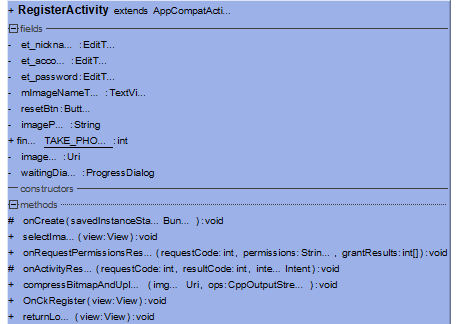 + RegisterActivity extends AppCompatActi...
fields
- et_nickna... :EditT...
- et_acco... :EditT...
- et_password:EditT...
- mImageNameT... :TextVi...
- resetBtn:Butt...
- imageP... :String
+ fin... TAKE_PHO... :int
- image... :Uri
- waitingDia... :ProgressDialog
constructors
methods
# onCreate(savedInstanceSta... Bun... ):void
+ selectIma... (view:View):void
+ onRequestPermissionsRes... (requestCode:int, permissions:Strin... , grantResults:int[]):void
# onActivityRes... (requestCode:int, resultCode:int, inte... Intent):void
+ compressBitmapAndUpl... (img... Uri, ops:CppOutputStre... ):void
+ OnCkRegister(view:View):void
+ returnLo... (view:View):void